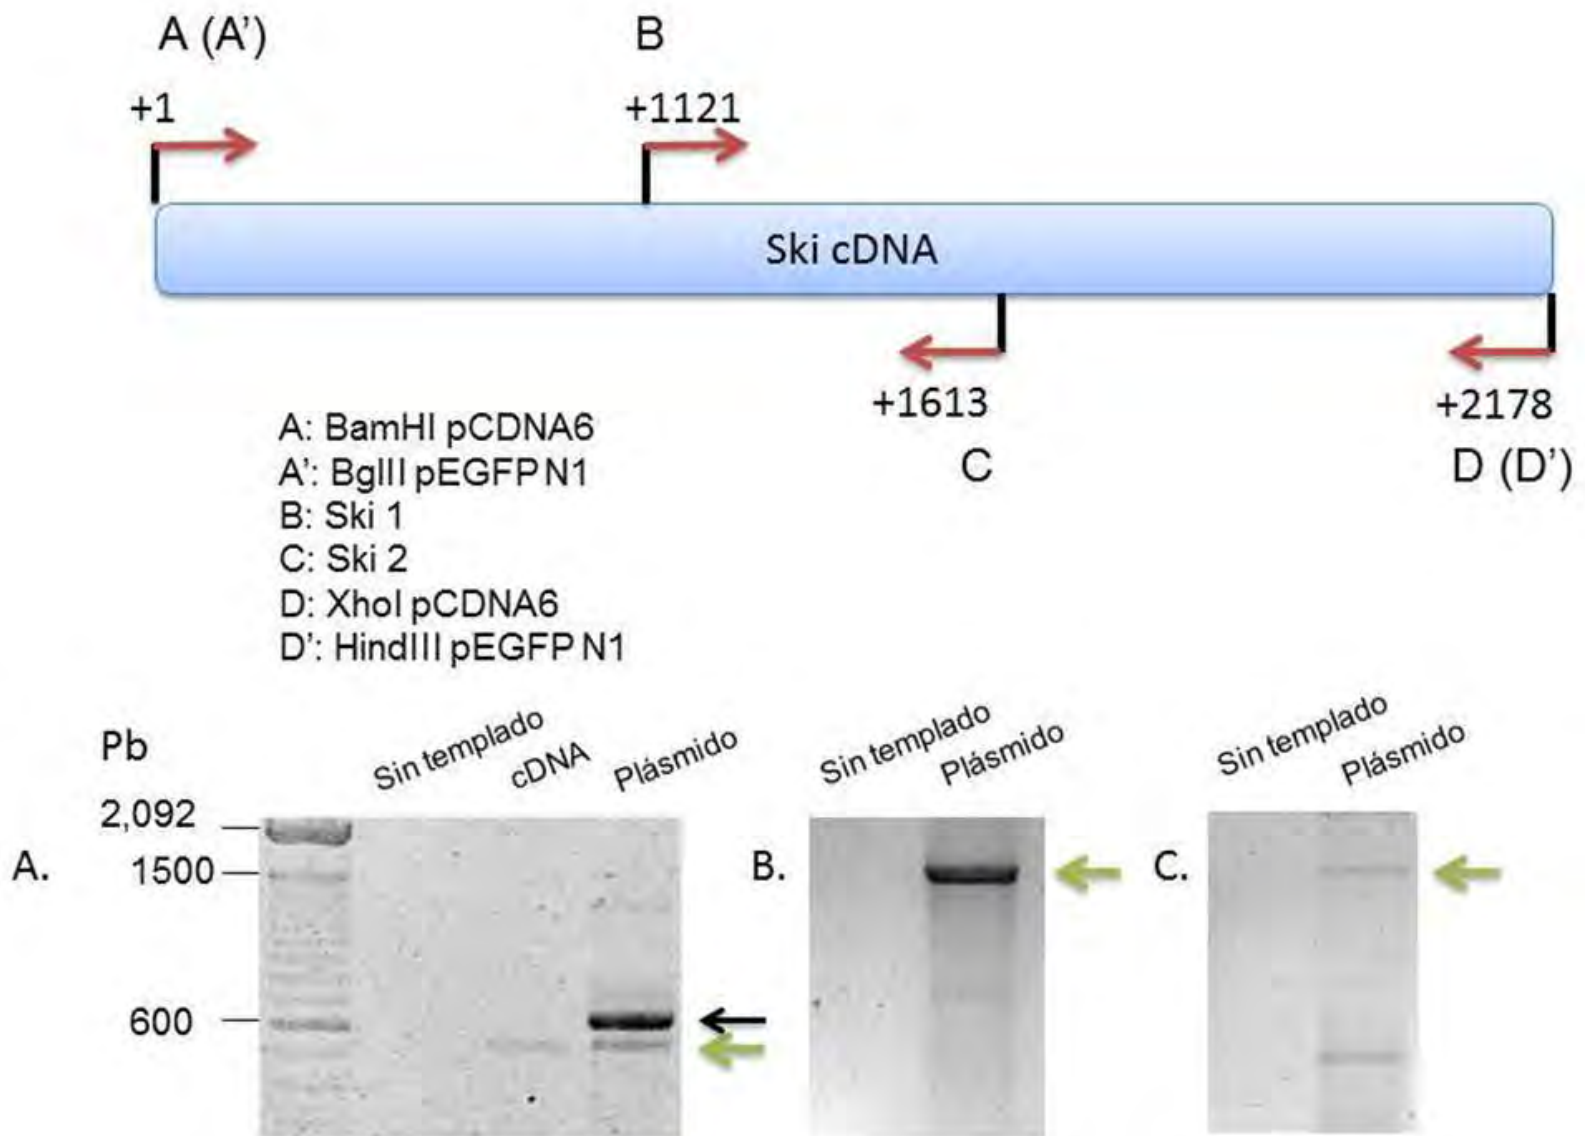 A (A’)
B
+1
+1121
Ski cDNA
+1613
+2178
C
D (D’)
A: BamHI pCDNA6
A’: BglII pEGFP N1
B: Ski 1
C: Ski 2
D: XhoI pCDNA6
D’: HindIII pEGFP N1
Pb
Sin templado
cDNA
Plásmido
Sin templado
Plásmido
Sin templado
Plásmido
2,092
A.
1500
B.
C.
600